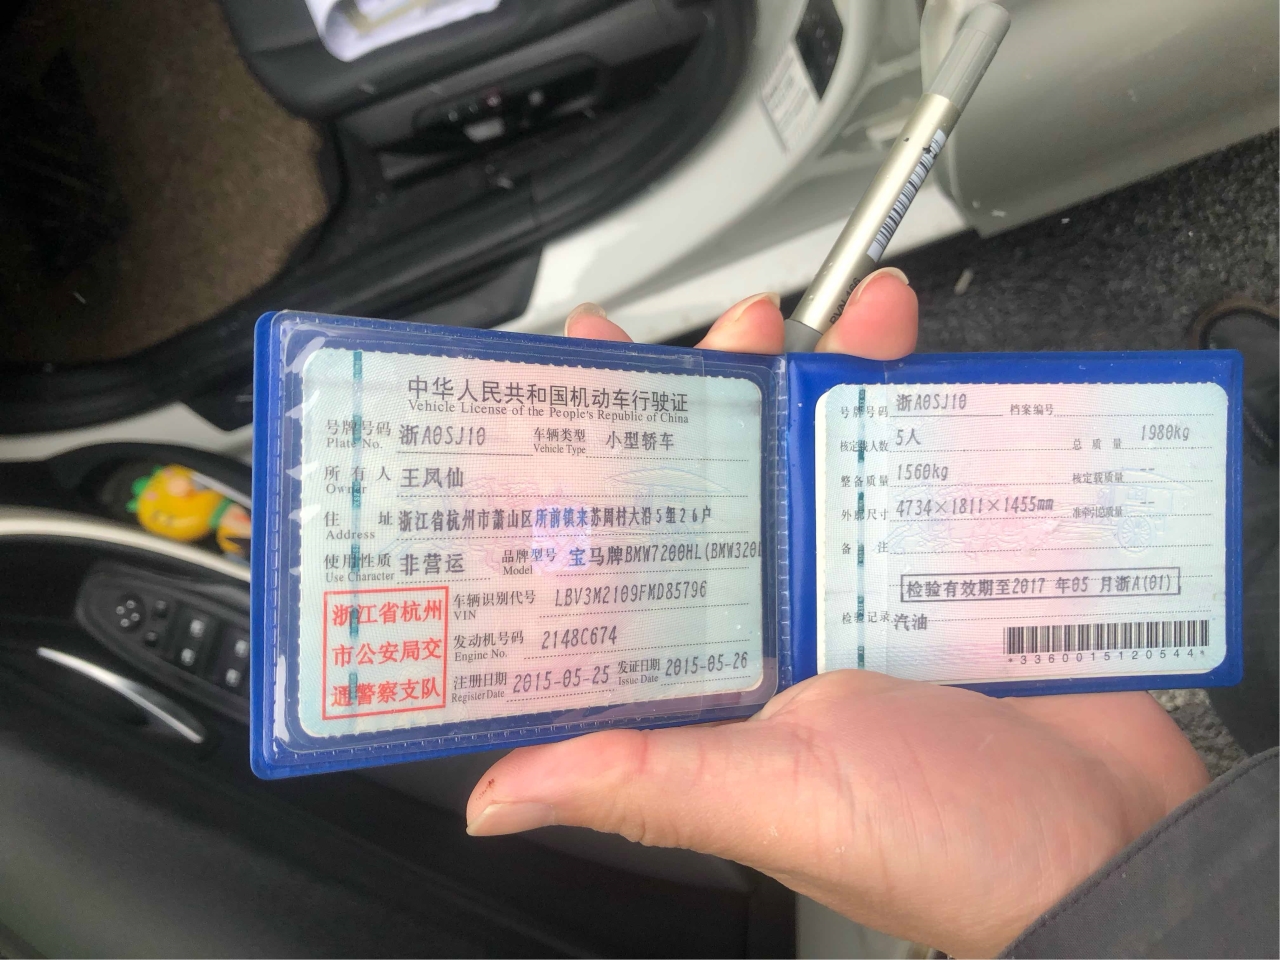 中华人民共和国机动车行驶证
Vehicle License of the People's Republic of China
号牌号码 浙A0SJ10 车辆类型 小型轿车
Plate No. Vehicle Type
所有人 王凤仙
Owner
住址 浙江省杭州市萧山区所前镇来苏周村大沿5组26户
Address
使用性质 非营运 品牌型号 宝马牌BMW7200HL(BMW320L
Use Character Model
浙江省杭州
市公安局交
通警察支队
车辆识别代号 LBV3M2109FMD85796
VIN
发动机号码 2148C674
Engine No.
注册日期 2015-05-25 发证日期 2015-05-26
Register Date Issue Date
号牌号码 浙A0SJ10 档案编号
核定载人数 5人 总质量 1980kg
整备质量 1560kg 核定载质量 --
外廓尺寸 4734×1811×1455mm 准牵引总质量 --
备注
检验有效期至2017 年05 月浙A(01)
检验记录 汽油
*3360015120544*